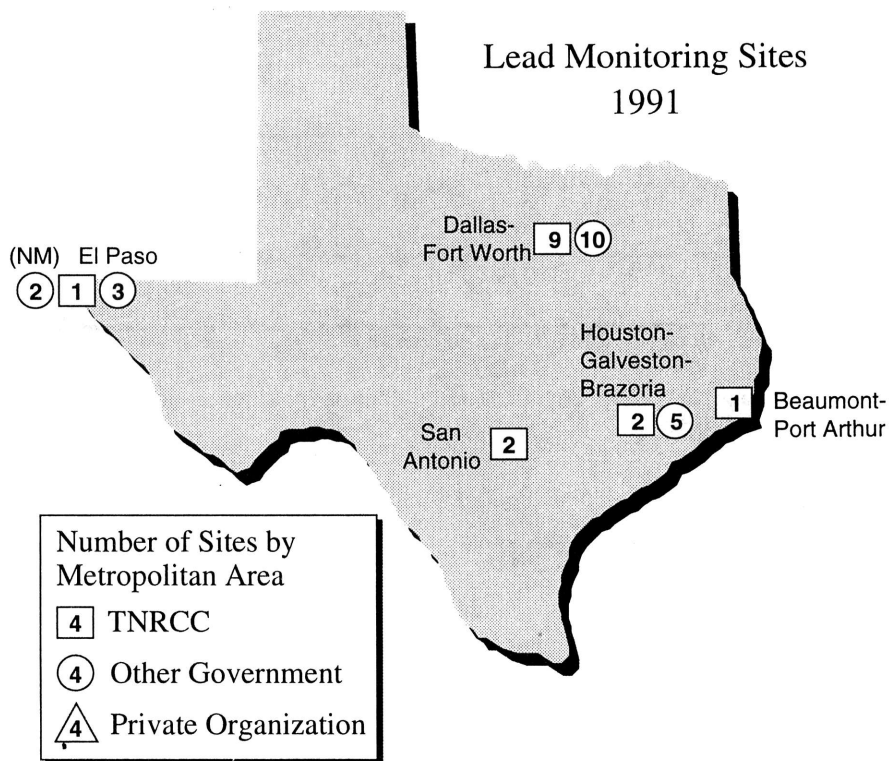 Lead Monitoring Sites
1991
Dallas-
Fort Worth
9 10
(NM) El Paso
2 1 3
Houston-
Galveston-
Brazoria
2 5
1
Beaumont-
Port Arthur
San
Antonio
2
Number of Sites by
Metropolitan Area
4 TNRCC
4 Other Government
4 Private Organization